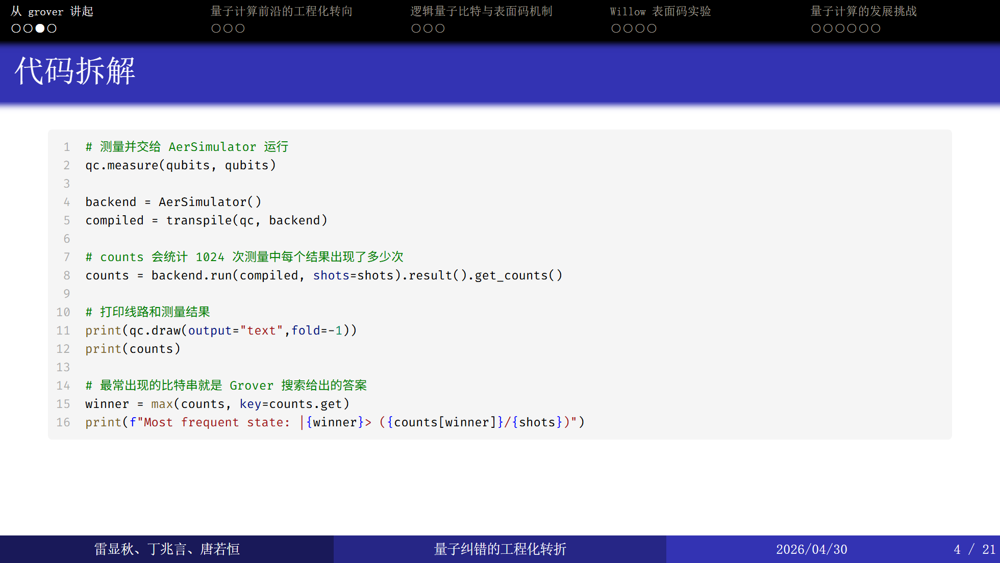 从 grover 讲起
量子计算前沿的工程化转向
逻辑量子比特与表面码机制
Willow 表面码实验
量子计算的发展挑战
代码拆解
1 # 测量并交给 AerSimulator 运行
2 qc.measure(qubits, qubits)
3
4 backend = AerSimulator()
5 compiled = transpile(qc, backend)
6
7 # counts 会统计 1024 次测量中每个结果出现了多少次
8 counts = backend.run(compiled, shots=shots).result().get_counts()
9
10 # 打印线路和测量结果
11 print(qc.draw(output="text",fold=-1))
12 print(counts)
13
14 # 最常出现的比特串就是 Grover 搜索给出的答案
15 winner = max(counts, key=counts.get)
16 print(f"Most frequent state: |{winner}> ({counts[winner]}/{shots})")
雷显秋、丁兆言、唐若恒
量子纠错的工程化转折
2026/04/30
4 / 21